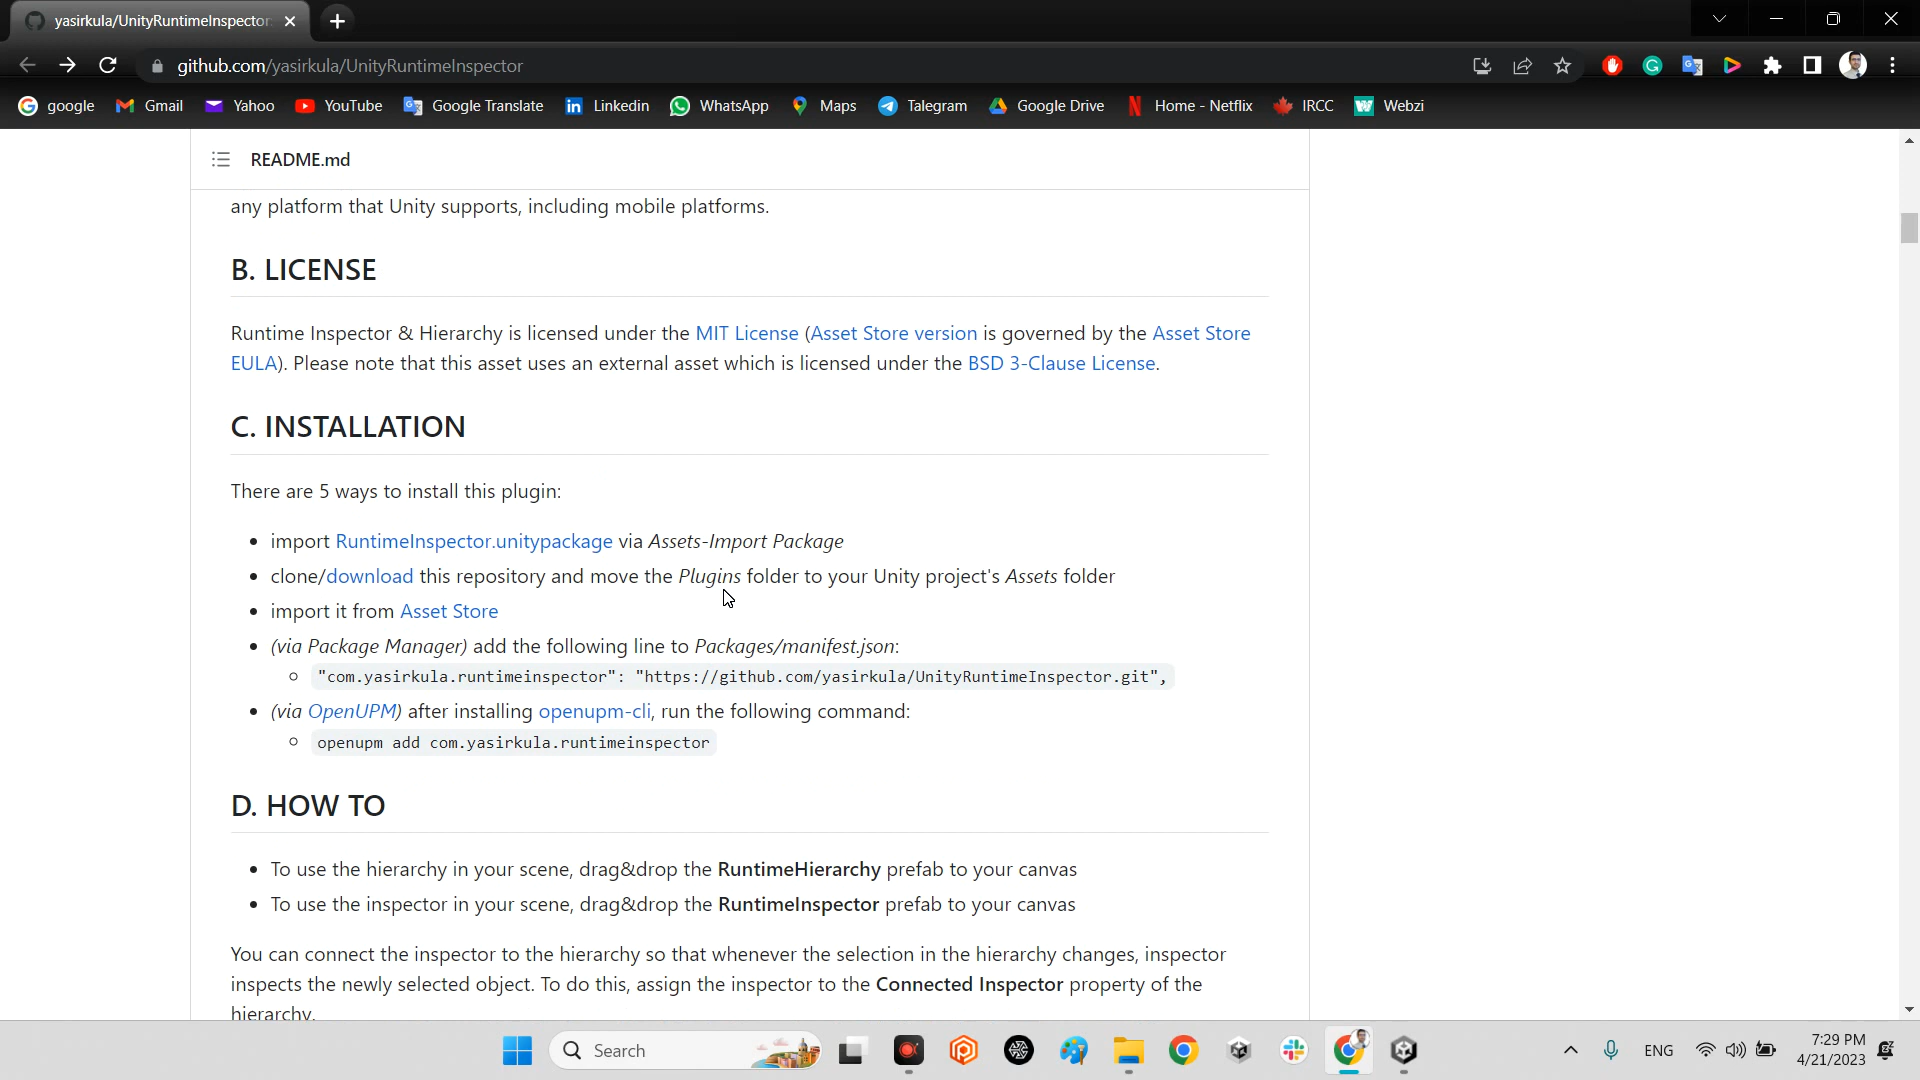 yasirkula/UnityRuntimeInspector
github.com/yasirkula/UnityRuntimeInspector
google Gmail Yahoo YouTube Google Translate Linkedin WhatsApp Maps Talegram Google Drive Home - Netflix IRCC Webzi
README.md
any platform that Unity supports, including mobile platforms.
B. LICENSE
Runtime Inspector & Hierarchy is licensed under the MIT License (Asset Store version is governed by the Asset Store
EULA). Please note that this asset uses an external asset which is licensed under the BSD 3-Clause License.
C. INSTALLATION
There are 5 ways to install this plugin:
• import RuntimeInspector.unitypackage via Assets-Import Package
• clone/download this repository and move the Plugins folder to your Unity project's Assets folder
• import it from Asset Store
• (via Package Manager) add the following line to Packages/manifest.json:
○ "com.yasirkula.runtimeinspector": "https://github.com/yasirkula/UnityRuntimeInspector.git",
• (via OpenUPM) after installing openupm-cli, run the following command:
○ openupm add com.yasirkula.runtimeinspector
D. HOW TO
• To use the hierarchy in your scene, drag&drop the RuntimeHierarchy prefab to your canvas
• To use the inspector in your scene, drag&drop the RuntimeInspector prefab to your canvas
You can connect the inspector to the hierarchy so that whenever the selection in the hierarchy changes, inspector
inspects the newly selected object. To do this, assign the inspector to the Connected Inspector property of the
hierarchy.
Search
ENG
7:29 PM
4/21/2023